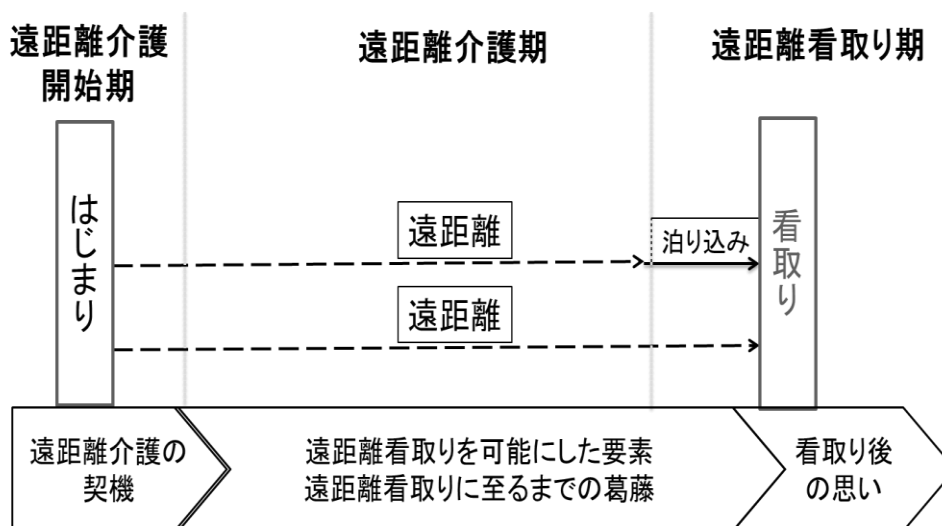 遠距離介護
開始期
遠距離介護期
遠距離看取り期
はじまり
遠距離
泊り込み
看取り
遠距離
遠距離介護の
契機
遠距離看取りを可能にした要素
遠距離看取りに至るまでの葛藤
看取り後
の思い